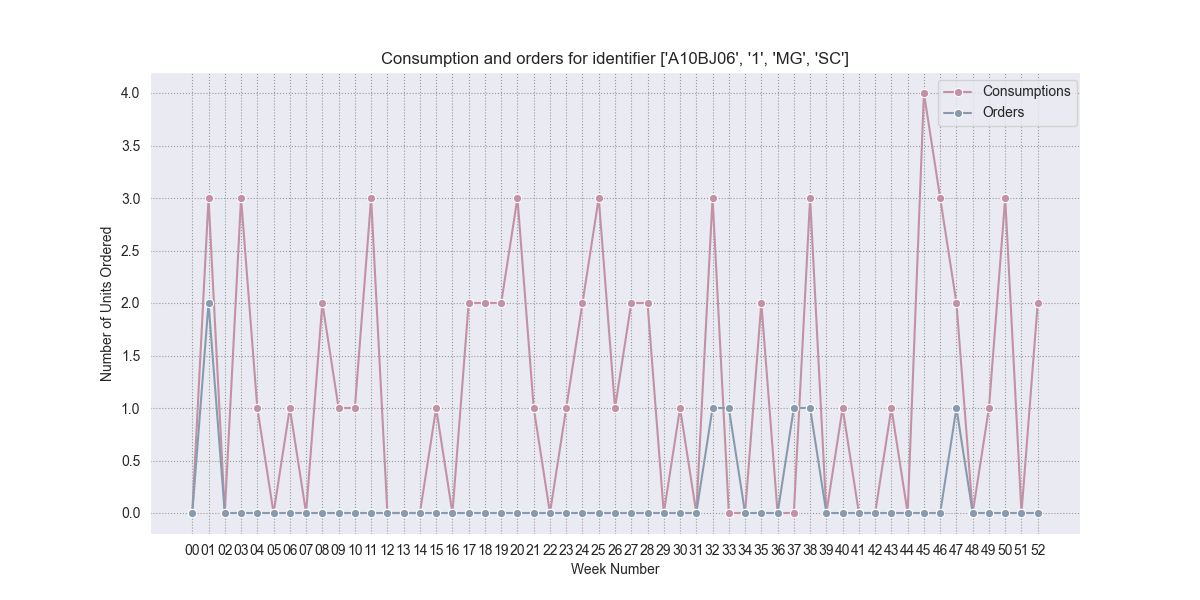 Consumption and orders for identifier ['A10BJ06', '1', 'MG', 'SC']
Consumptions
Orders
4.0
3.5
3.0
2.5
2.0
1.5
1.0
0.5
0.0
Number of Units Ordered
00 01 02 03 04 05 06 07 08 09 10 11 12 13 14 15 16 17 18 19 20 21 22 23 24 25 26 27 28 29 30 31 32 33 34 35 36 37 38 39 40 41 42 43 44 45 46 47 48 49 50 51 52
Week Number